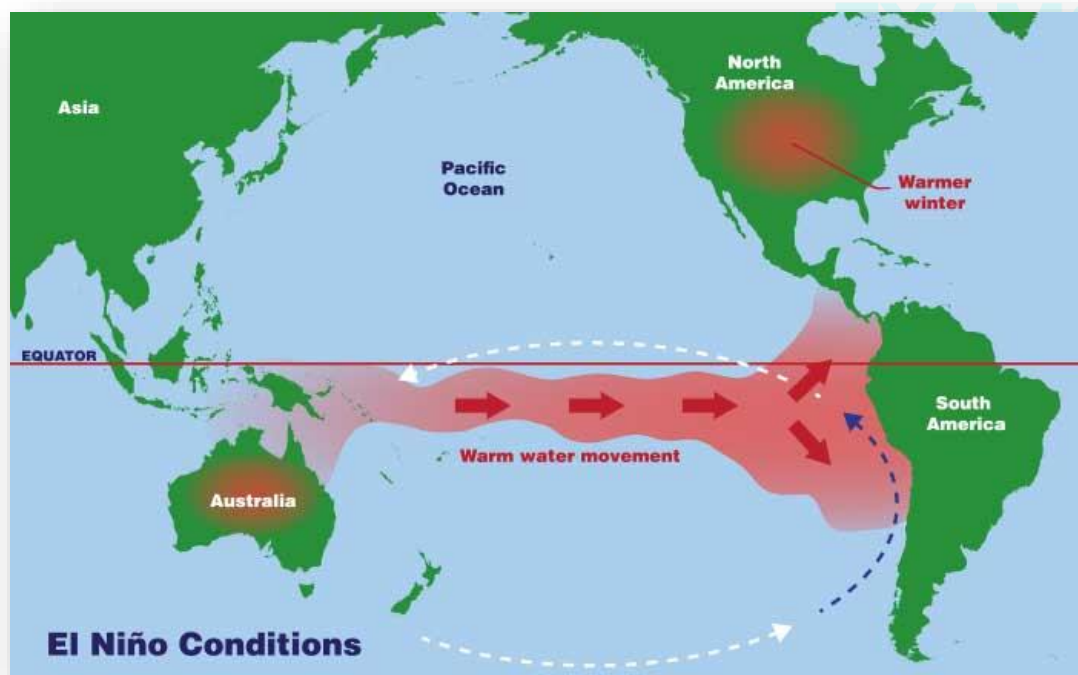 Asia
North
America
Pacific
Ocean
Warmer
winter
EQUATOR
South
America
Warm water movement
Australia
El Niño Conditions